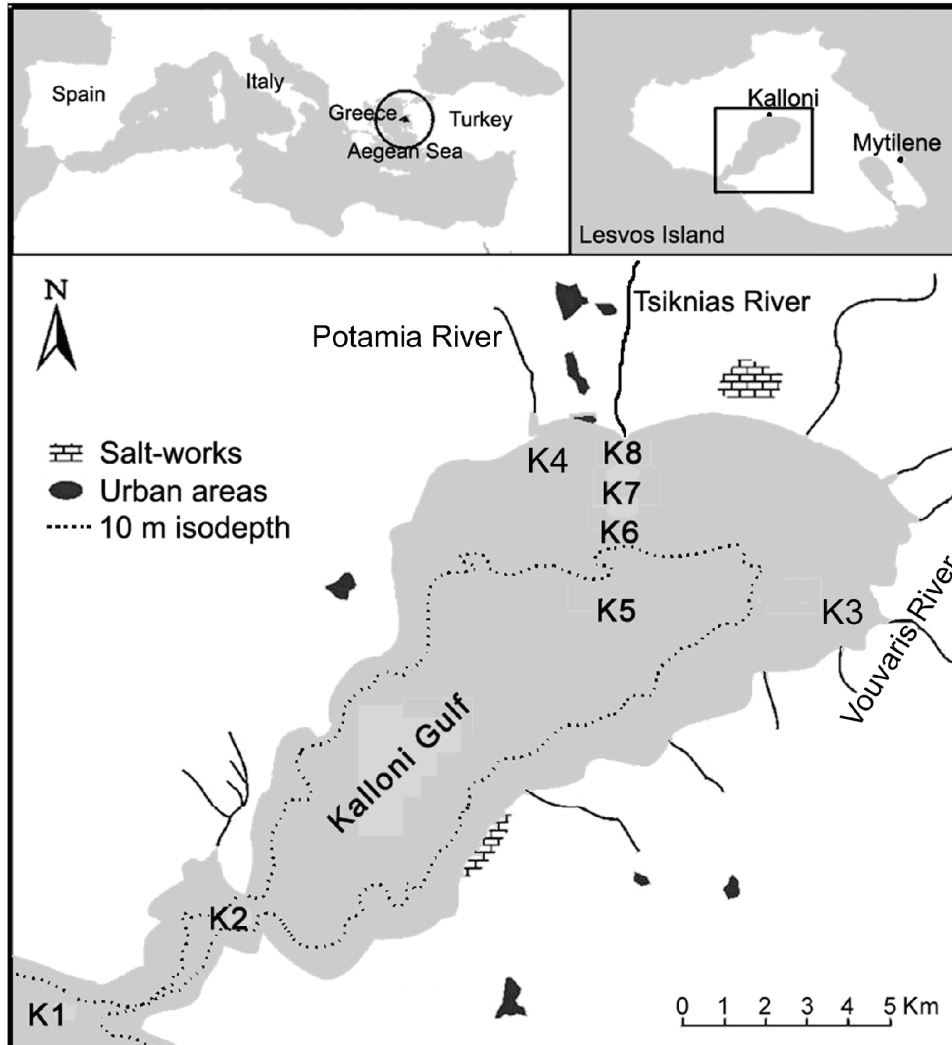 Spain
Italy
Greece
Turkey
Aegean Sea
Kalloni
Mytilene
Lesvos Island
N
Potamia River
Tsiknias River
Salt-works
Urban areas
10 m isodepth
K4
K8
K7
K6
K5
K3
Vouvaris River
Kalloni Gulf
K2
K1
0 1 2 3 4 5 Km